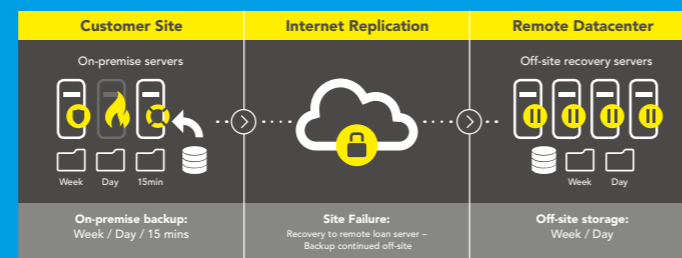 Customer Site
Internet Replication
Remote Datacenter
On-premise servers
Off-site recovery servers
Week
Day
15min
Week
Day
On-premise backup:
Week / Day / 15 mins
Site Failure:
Recovery to remote loan server –
Backup continued off-site
Off-site storage:
Week / Day